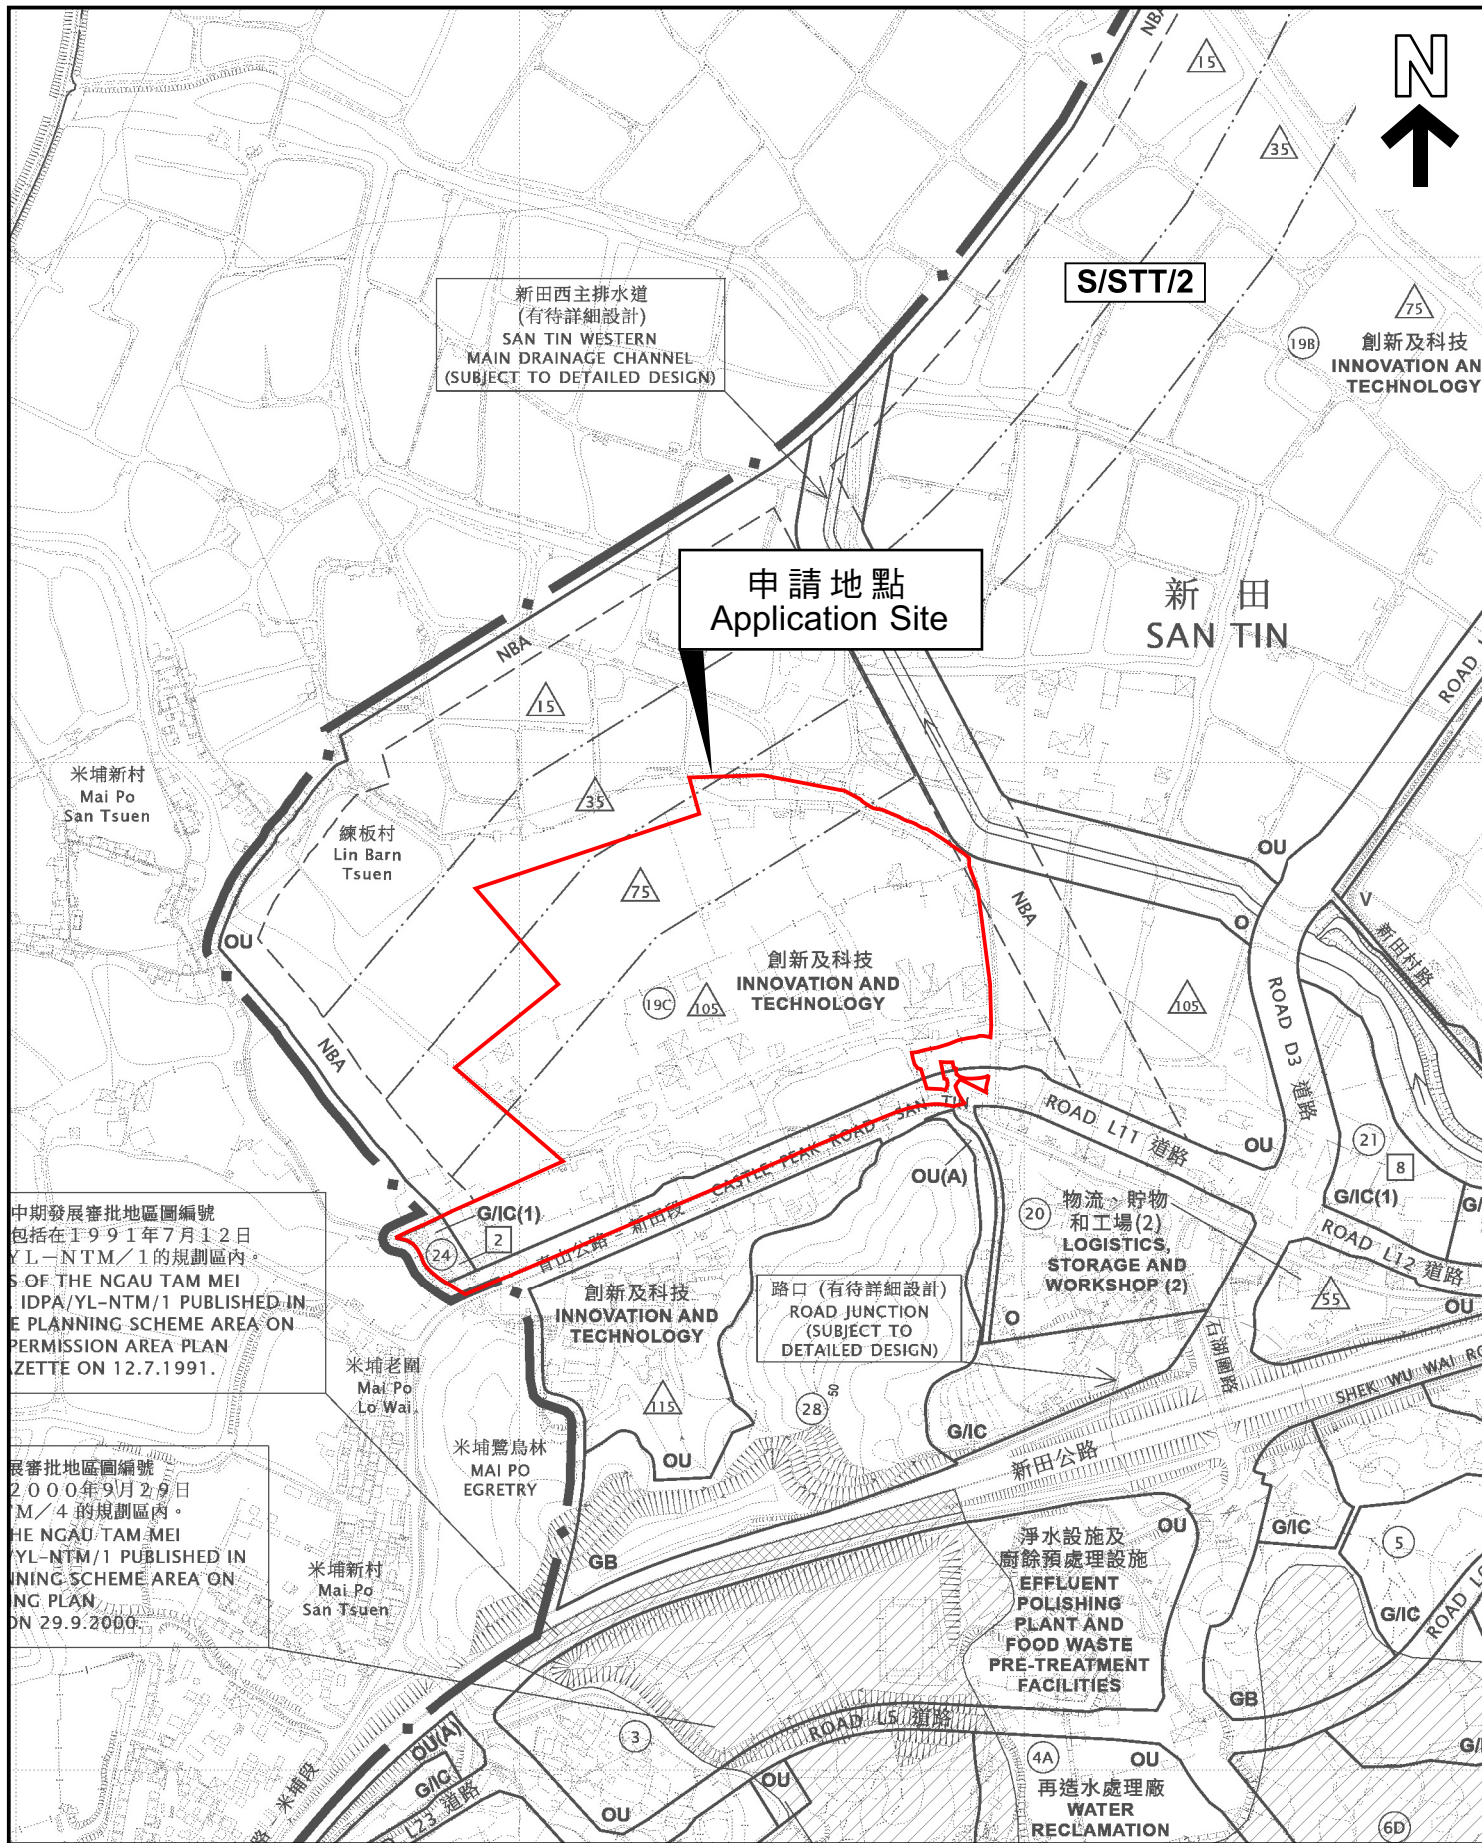 N
NBA
15
35
S/STT/2
75
19B
創新及科技
INNOVATION AN
TECHNOLOGY
新田西主排水道
(有待詳細設計)
SAN TIN WESTERN
MAIN DRAINAGE CHANNEL
(SUBJECT TO DETAILED DESIGN)
申請地點
Application Site
新田
SAN TIN
ROAD
NBA
15
35
米埔新村
Mai Po
San Tsuen
練板村
Lin Barn
Tsuen
75
OU
OU
O
V
新田村路
NBA
創新及科技
INNOVATION AND
TECHNOLOGY
19C
105
105
ROAD D3 道路
NBA
ROAD L11 道路
OU
21
8
G/IC(1)
G/
OU(A)
青山公路－新田段 CASTLE PEAK ROAD - SAN TIN
G/IC(1)
2
24
20
物流、貯物
和工場(2)
LOGISTICS,
STORAGE AND
WORKSHOP (2)
ROAD L12 道路
55
OU
中期發展審批地區圖編號
包括在1991年7月12日
YL－NTM／1的規劃區內。
S OF THE NGAU TAM MEI
IDPA/YL-NTM/1 PUBLISHED IN
E PLANNING SCHEME AREA ON
PERMISSION AREA PLAN
AZETTE ON 12.7.1991.
創新及科技
INNOVATION AND
TECHNOLOGY
路口 (有待詳細設計)
ROAD JUNCTION
(SUBJECT TO
DETAILED DESIGN)
O
石湖圍路
SHEK WU WAI RO
米埔老圍
Mai Po
Lo Wai
115
28
50
G/IC
米埔鷺鳥林
MAI PO
EGRETRY
OU
新田公路
展審批地區圖編號
2000年9月29日
TM／4 的規劃區內。
HE NGAU TAM MEI
/YL-NTM/1 PUBLISHED IN
NNING SCHEME AREA ON
NG PLAN
ON 29.9.2000.
米埔新村
Mai Po
San Tsuen
GB
淨水設施及
廚餘預處理設施
EFFLUENT
POLISHING
PLANT AND
FOOD WASTE
PRE-TREATMENT
FACILITIES
OU
G/IC
5
G/IC
GB
G/
3
ROAD L5 道路
4A
OU
再造水處理廠
WATER
RECLAMATION
OU(A)
G/IC
L23 道路
路－米埔段
OU
OU
6D